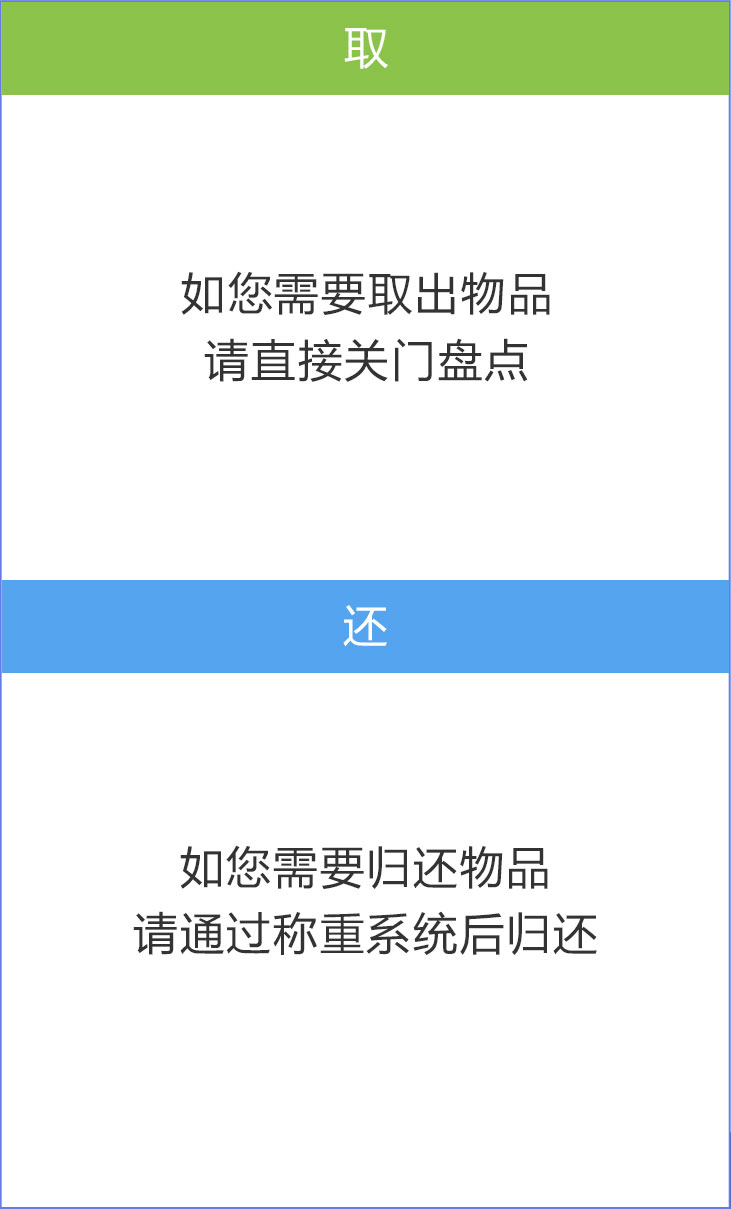 取
如您需要取出物品
请直接关门盘点
还
如您需要归还物品
请通过称重系统后归还